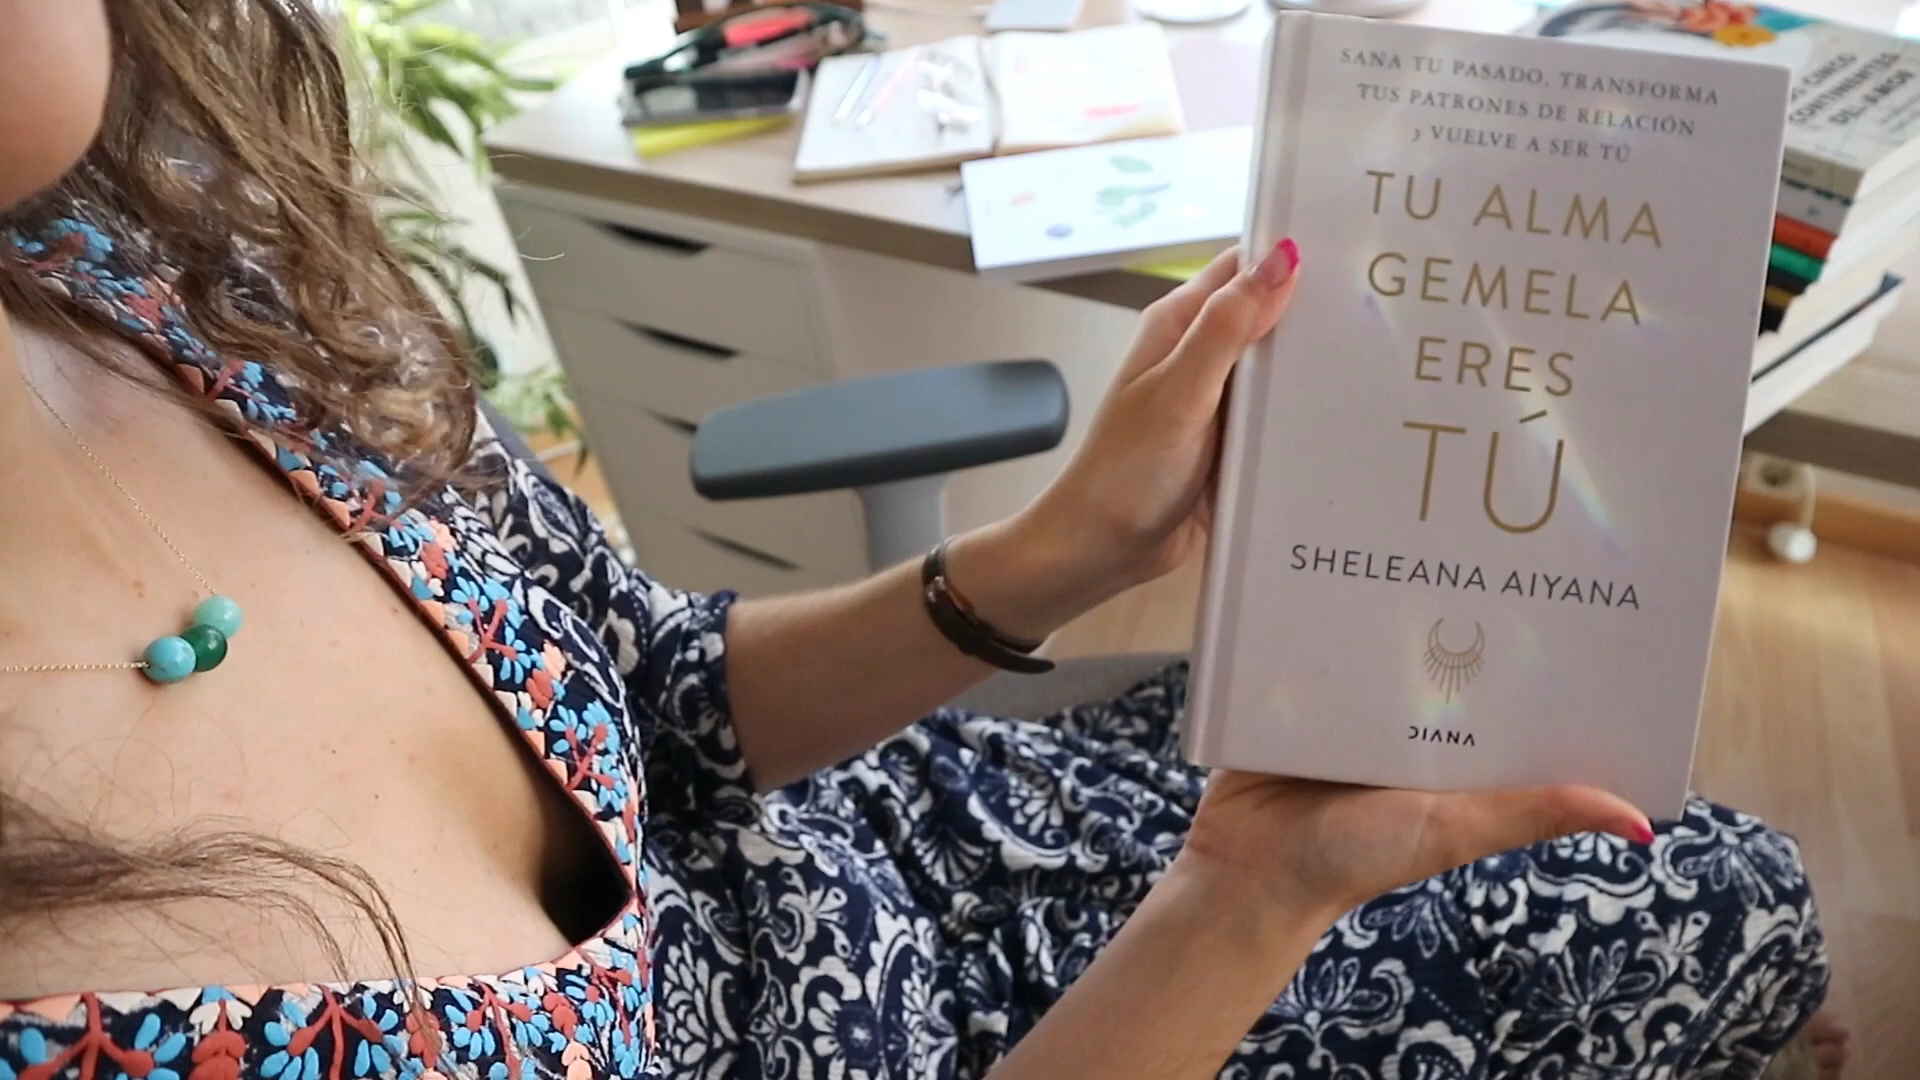 SANA TU PASADO, TRANSFORMA
TUS PATRONES DE RELACIÓN
y VUELVE A SER TÚ
TU ALMA
GEMELA
ERES
TÚ
SHELEANA AIYANA
DIANA
CINCO
CONTINENTES
DEL AMOR